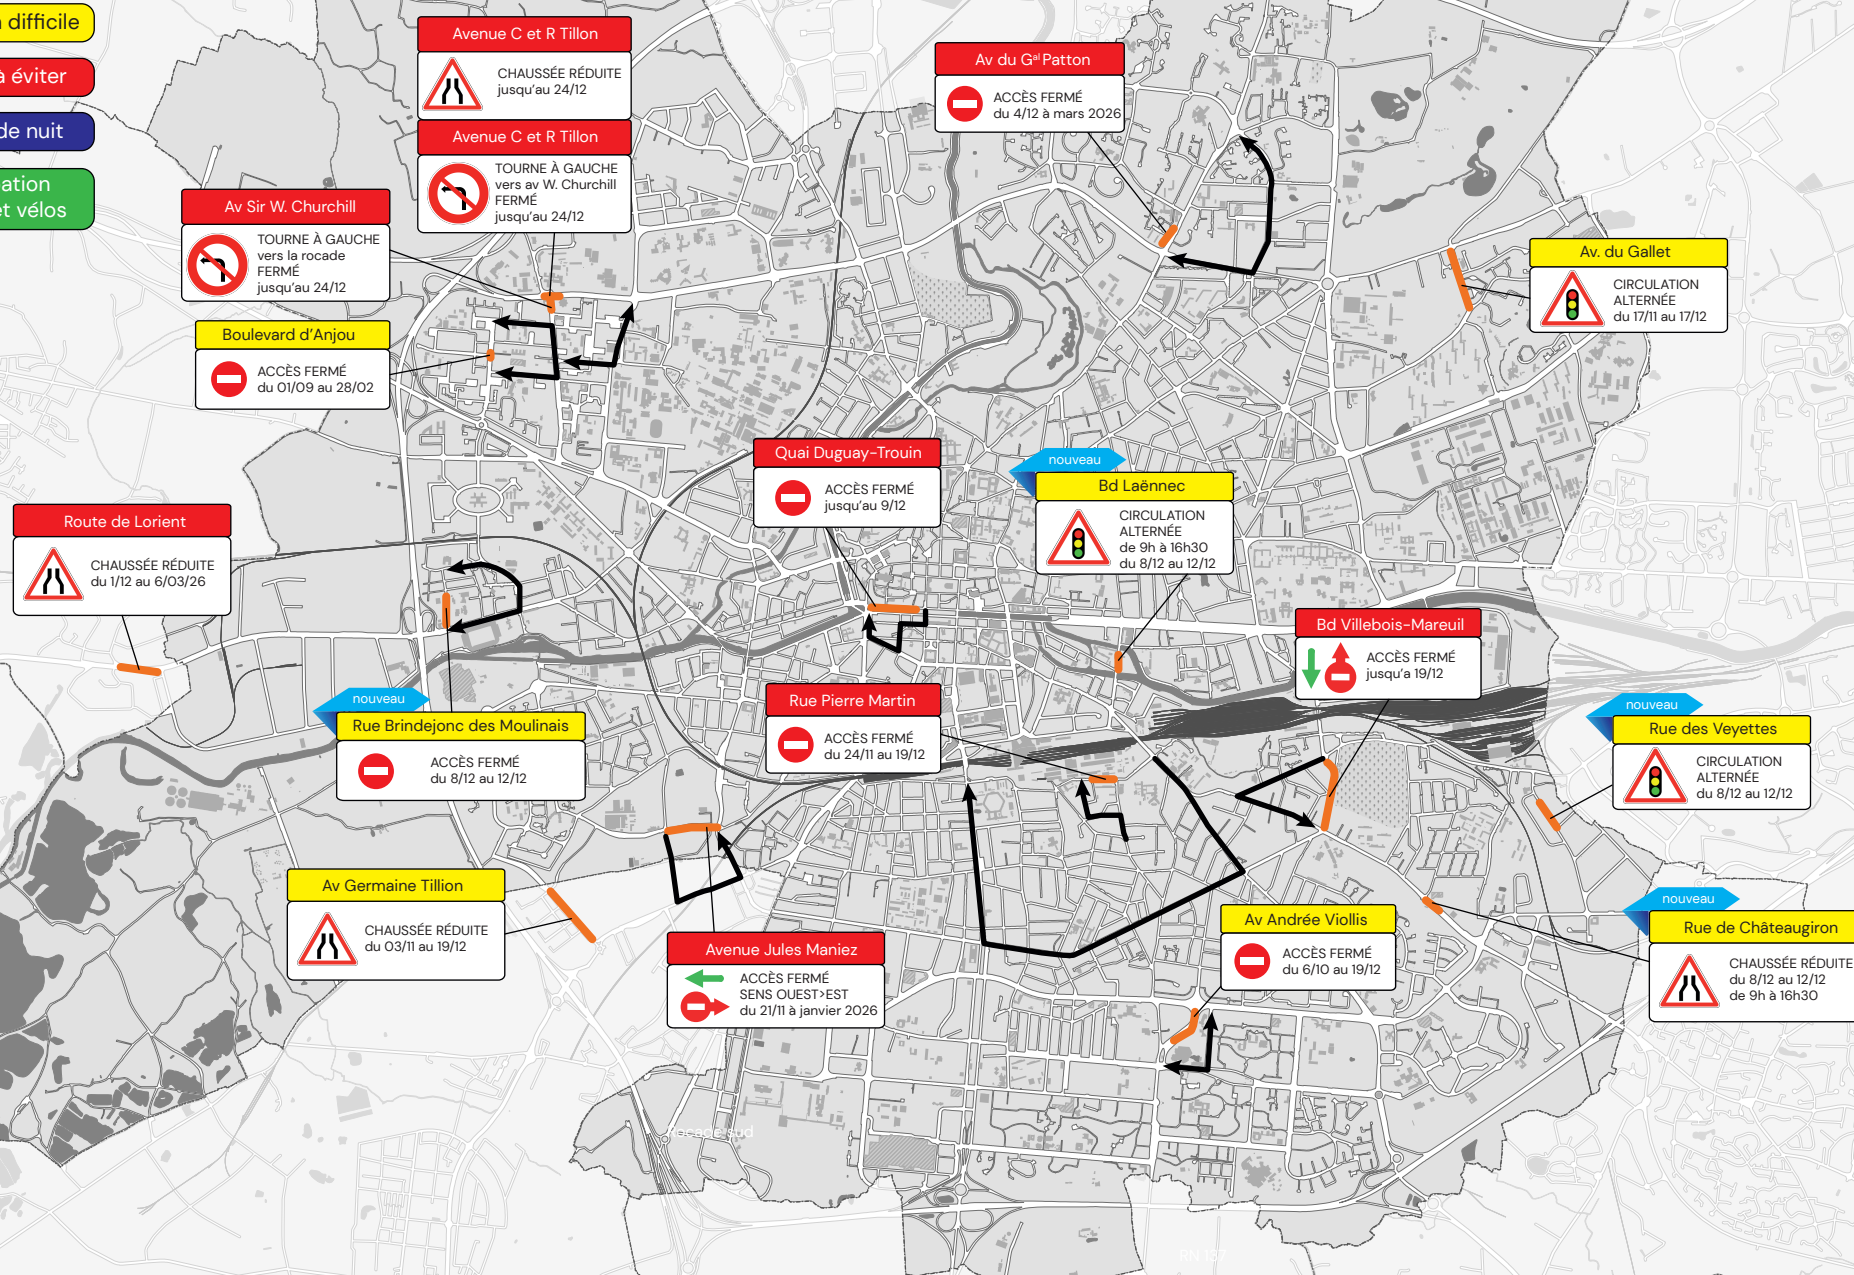 difficile
à éviter
de nuit
et vélos
Avenue C et R Tillon
CHAUSSÉE RÉDUITE
jusqu'au 24/12
Avenue C et R Tillon
TOURNE À GAUCHE
vers av W. Churchill
FERMÉ
jusqu'au 24/12
Av du Gal Patton
ACCÈS FERMÉ
du 4/12 à mars 2026
Av Sir W. Churchill
TOURNE À GAUCHE
vers la rocade
FERMÉ
jusqu'au 24/12
Av. du Gallet
CIRCULATION
ALTERNÉE
du 17/11 au 17/12
Boulevard d'Anjou
ACCÈS FERMÉ
du 01/09 au 28/02
Quai Duguay-Trouin
ACCÈS FERMÉ
jusqu'au 9/12
nouveau
Bd Laënnec
CIRCULATION
ALTERNÉE
de 9h à 16h30
du 8/12 au 12/12
Route de Lorient
CHAUSSÉE RÉDUITE
du 1/12 au 6/03/26
Bd Villebois-Mareuil
ACCÈS FERMÉ
jusqu'a 19/12
nouveau
Rue Brindejonc des Moulinais
ACCÈS FERMÉ
du 8/12 au 12/12
Rue Pierre Martin
ACCÈS FERMÉ
du 24/11 au 19/12
nouveau
Rue des Veyettes
CIRCULATION
ALTERNÉE
du 8/12 au 12/12
Av Germaine Tillion
CHAUSSÉE RÉDUITE
du 03/11 au 19/12
Avenue Jules Maniez
ACCÈS FERMÉ
SENS OUEST>EST
du 21/11 à janvier 2026
Av Andrée Viollis
ACCÈS FERMÉ
du 6/10 au 19/12
nouveau
Rue de Châteaugiron
CHAUSSÉE RÉDUITE
du 8/12 au 12/12
de 9h à 16h30
Rocade sud
RN 137